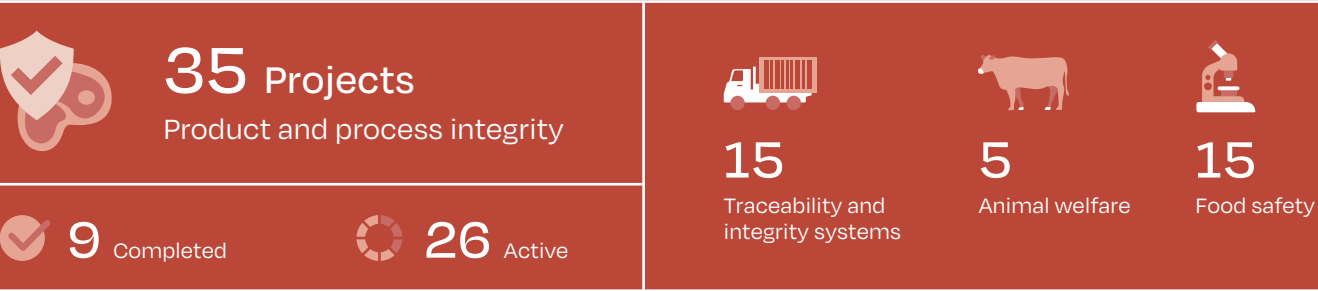 35 Projects
Product and process integrity
9 Completed
26 Active
15
Traceability and
integrity systems
5
Animal welfare
15
Food safety